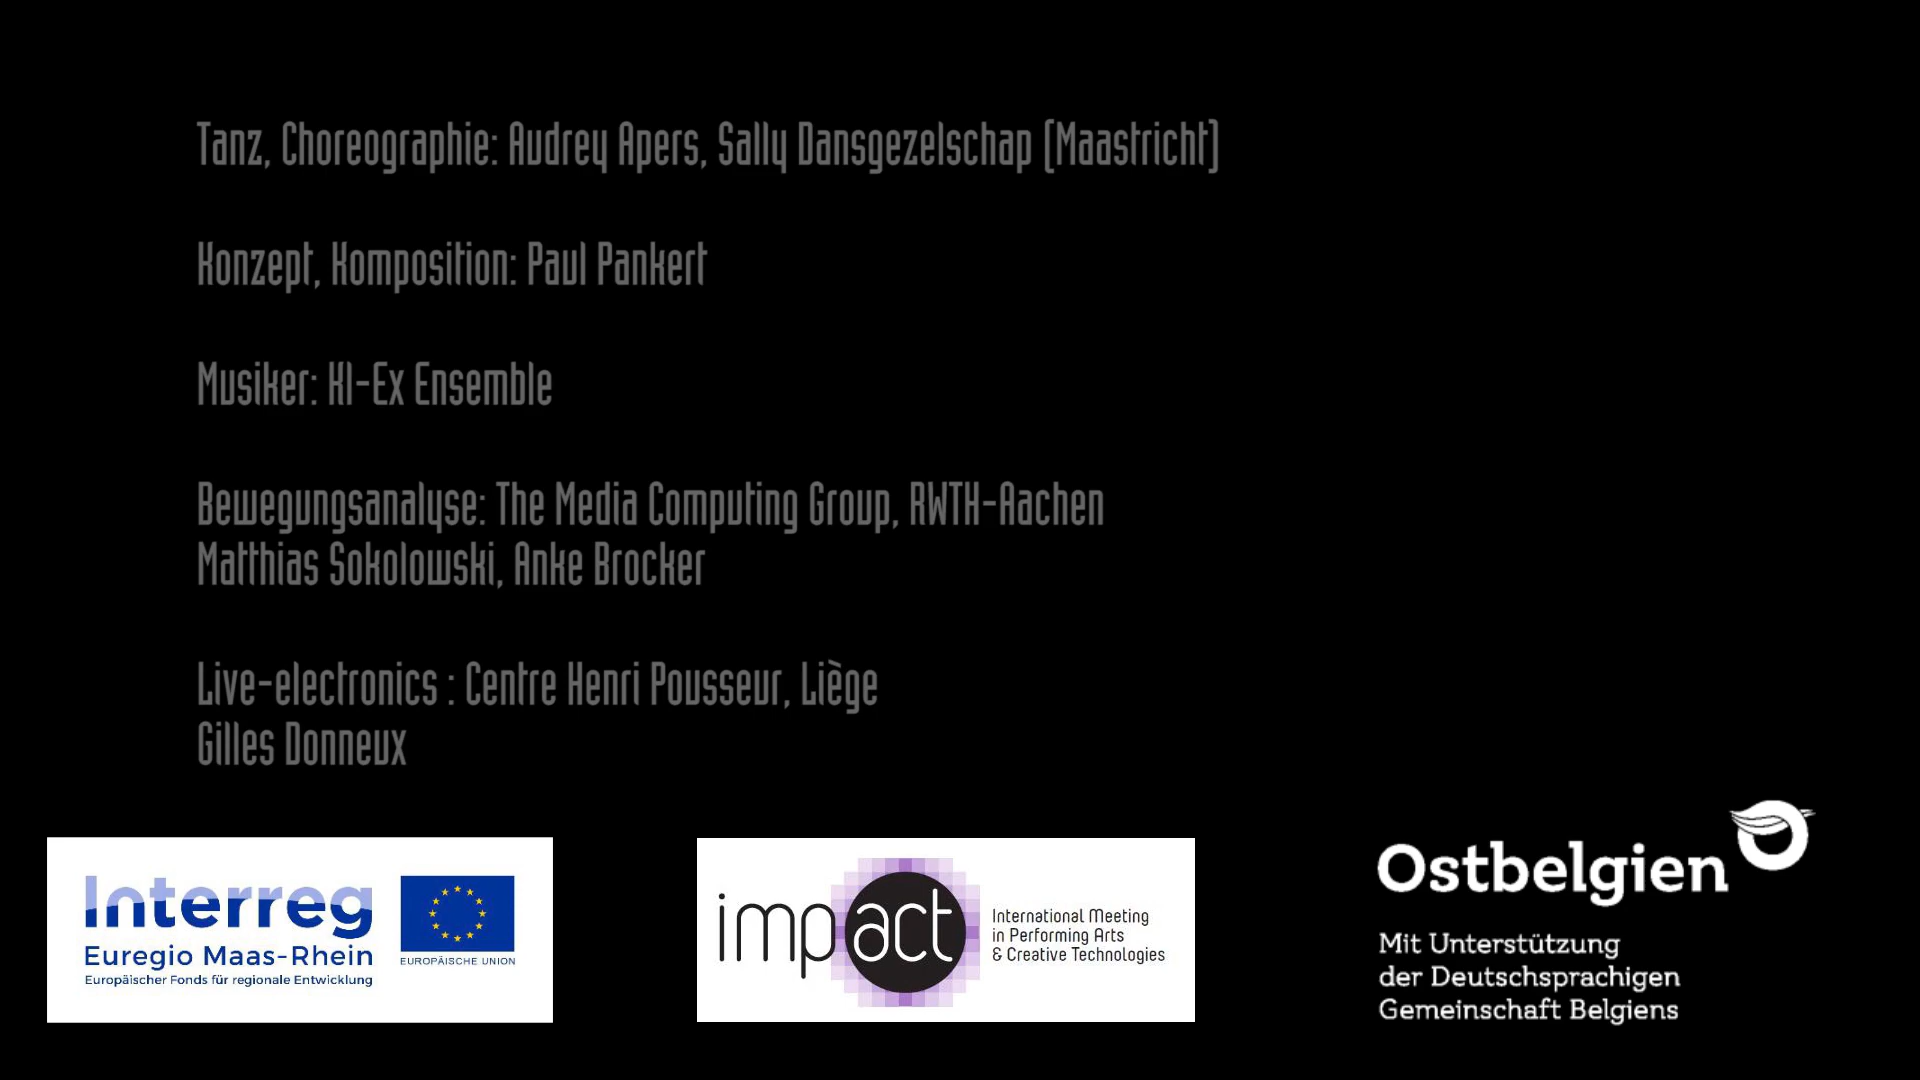 Tanz, Choreographie: Audrey Apers, Sally Dansgezelschap (Maastricht)
Konzept, Komposition: Paul Pankert
Musiker: KI-Ex Ensemble
Bewegungsanalyse: The Media Computing Group, RWTH-Aachen
Matthias Sokolowski, Anke Brocker
Live-electronics : Centre Henri Pousseur, Liège
Gilles Donneux
Interreg
Euregio Maas-Rhein
Europäischer Fonds für regionale Entwicklung
EUROPÄISCHE UNION
impact
International Meeting
in Performing Arts
& Creative Technologies
Ostbelgien
Mit Unterstützung
der Deutschsprachigen
Gemeinschaft Belgiens